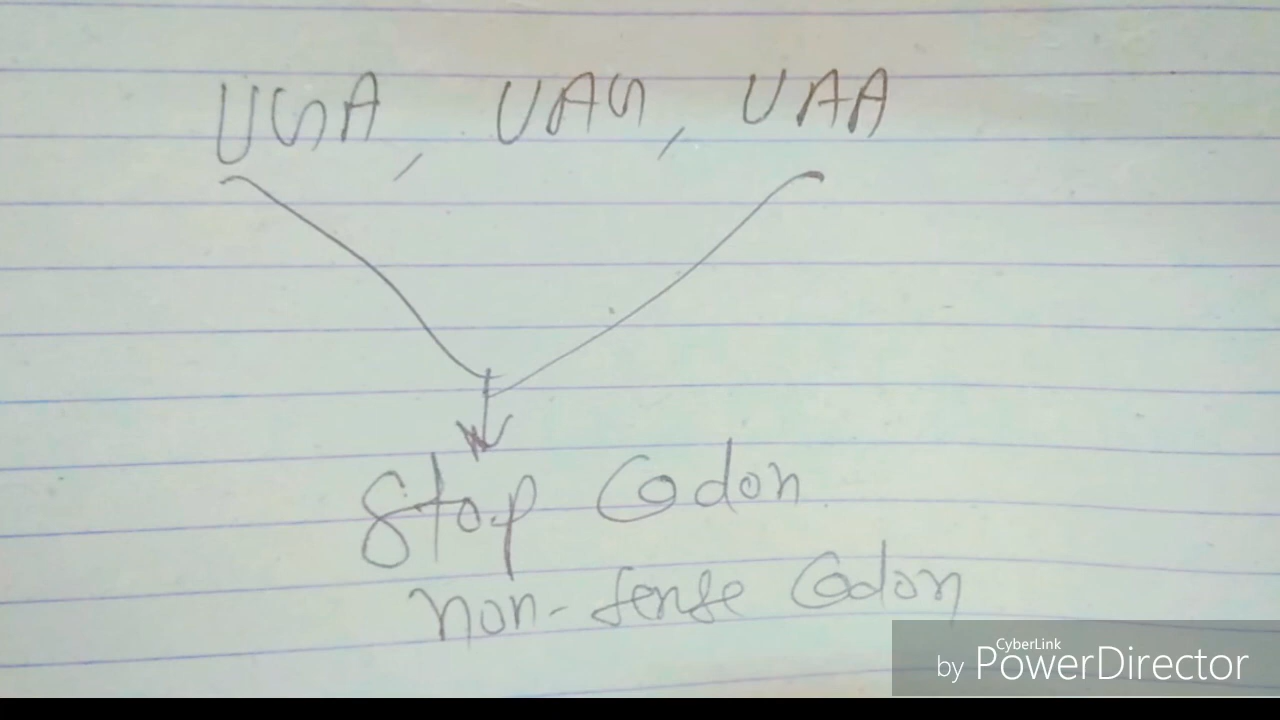 UGA, UAG, UAA
Stop Codon
non-sense Codon
CyberLink
by PowerDirector